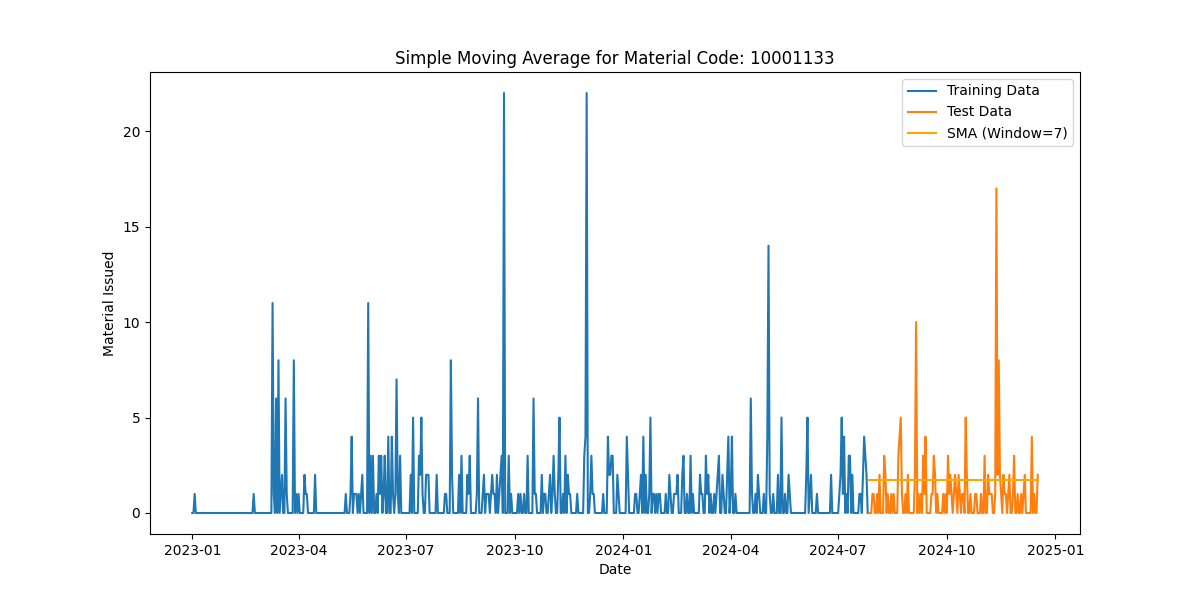 Simple Moving Average for Material Code: 10001133
Training Data
Test Data
SMA (Window=7)
Material Issued
20
15
10
5
0
2023-01
2023-04
2023-07
2023-10
2024-01
2024-04
2024-07
2024-10
2025-01
Date